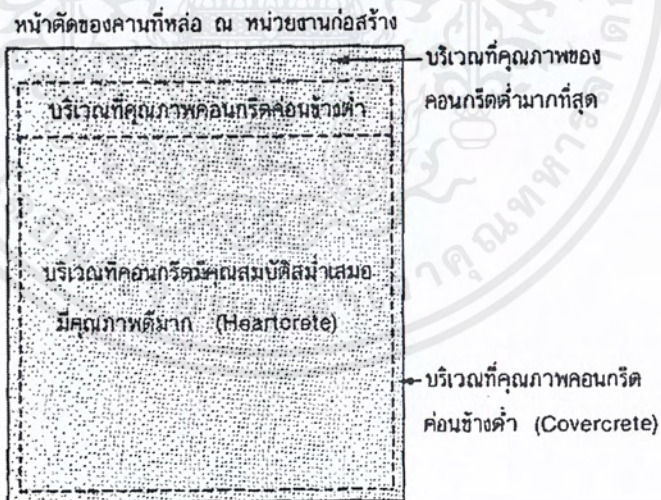 หน้าตัดของคานที่หล่อ ณ หน่วยงานก่อสร้าง
บริเวณที่คุณภาพของ
คอนกรีตต่ำมากที่สุด
บริเวณที่คุณภาพคอนกรีตค่อนข้างต่ำ
บริเวณที่คอนกรีตมีคุณสมบัติสม่ำเสมอ
มีคุณภาพดีมาก (Heartcrete)
บริเวณที่คุณภาพคอนกรีต
ค่อนข้างต่ำ (Covercrete)